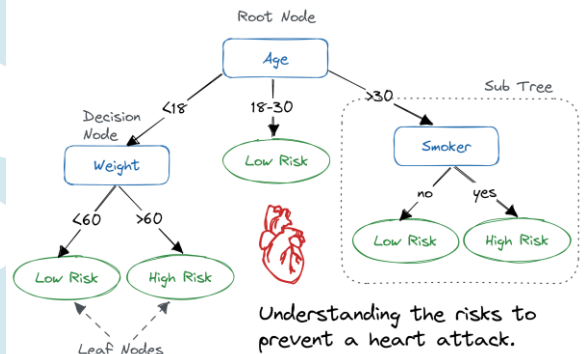 Root Node
Age
<18
18-30
>30
Sub Tree
Decision
Node
Weight
Low Risk
Smoker
<60
>60
no
yes
Low Risk
High Risk
Low Risk
High Risk
Leaf Nodes
Understanding the risks to
prevent a heart attack.